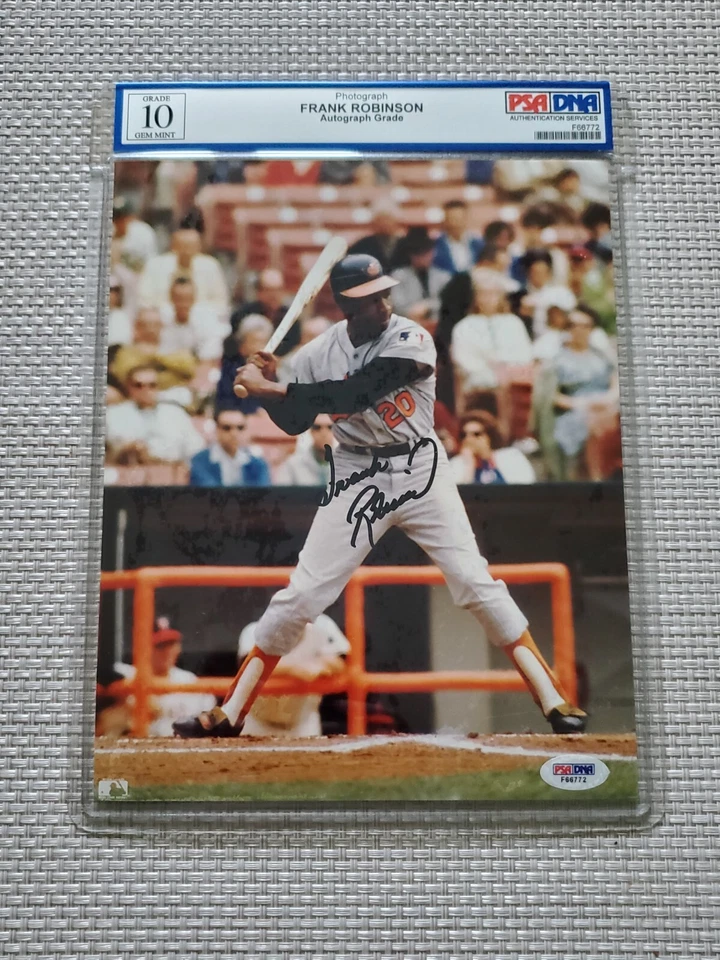 GRADE
10
GEM MINT
Photograph
FRANK ROBINSON
Autograph Grade
PSA DNA
AUTHENTICATION SERVICES
F66772
20
Frank
Robinson
PSA DNA
F66772